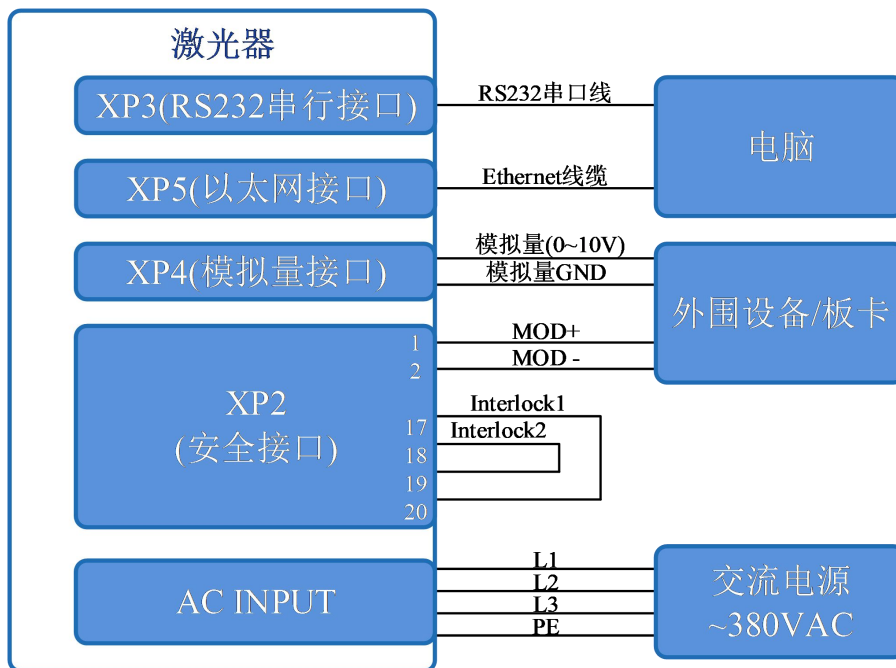 激光器
XP3(RS232串行接口)
RS232串口线
电脑
XP5(以太网接口)
Ethernet线缆
XP4(模拟量接口)
模拟量(0~10V)
模拟量GND
外围设备/板卡
1
MOD+
2
MOD -
XP2
(安全接口)
Interlock1
17
Interlock2
18
19
20
AC INPUT
L1
L2
L3
PE
交流电源
~380VAC